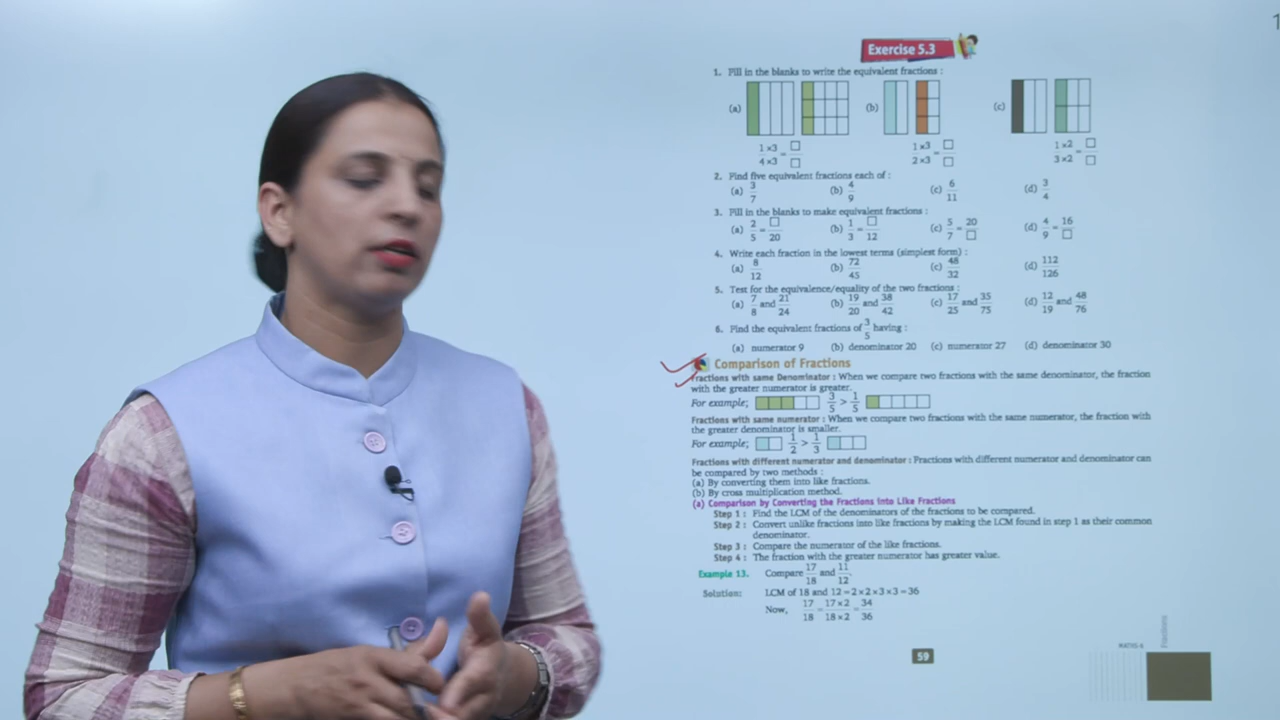 1
Exercise 5.3
1. Fill in the blanks to write the equivalent fractions :
(a) (b) (c)
1×3/4×3 = □/□ 1×3/2×3 = □/□ 1×2/3×2 = □/□
2. Find five equivalent fractions each of :
(a) 3/7 (b) 4/9 (c) 6/11 (d) 3/4
3. Fill in the blanks to make equivalent fractions :
(a) 2/5 = □/20 (b) 1/3 = □/12 (c) 5/7 = 20/□ (d) 4/9 = 16/□
4. Write each fraction in the lowest terms (simplest form) :
(a) 8/12 (b) 72/45 (c) 48/32 (d) 112/126
5. Test for the equivalence/equality of the two fractions :
(a) 7/8 and 21/24 (b) 19/20 and 38/42 (c) 17/25 and 35/75 (d) 12/19 and 48/76
6. Find the equivalent fractions of 3/5 having :
(a) numerator 9 (b) denominator 20 (c) numerator 27 (d) denominator 30
Comparison of Fractions
Fractions with same Denominator : When we compare two fractions with the same denominator, the fraction
with the greater numerator is greater.
For example; 3/5 > 1/5
Fractions with same numerator : When we compare two fractions with the same numerator, the fraction with
the greater denominator is smaller.
For example; 1/2 > 1/3
Fractions with different numerator and denominator : Fractions with different numerator and denominator can
be compared by two methods :
(a) By converting them into like fractions.
(b) By cross multiplication method.
(a) Comparison by Converting the Fractions into Like Fractions
Step 1 : Find the LCM of the denominators of the fractions to be compared.
Step 2 : Convert unlike fractions into like fractions by making the LCM found in step 1 as their common
denominator.
Step 3 : Compare the numerator of the like fractions.
Step 4 : The fraction with the greater numerator has greater value.
Example 13. Compare 17/18 and 11/12.
Solution: LCM of 18 and 12 = 2×2×3×3 = 36
Now, 17/18 = 17×2/18×2 = 34/36
59
Fractions